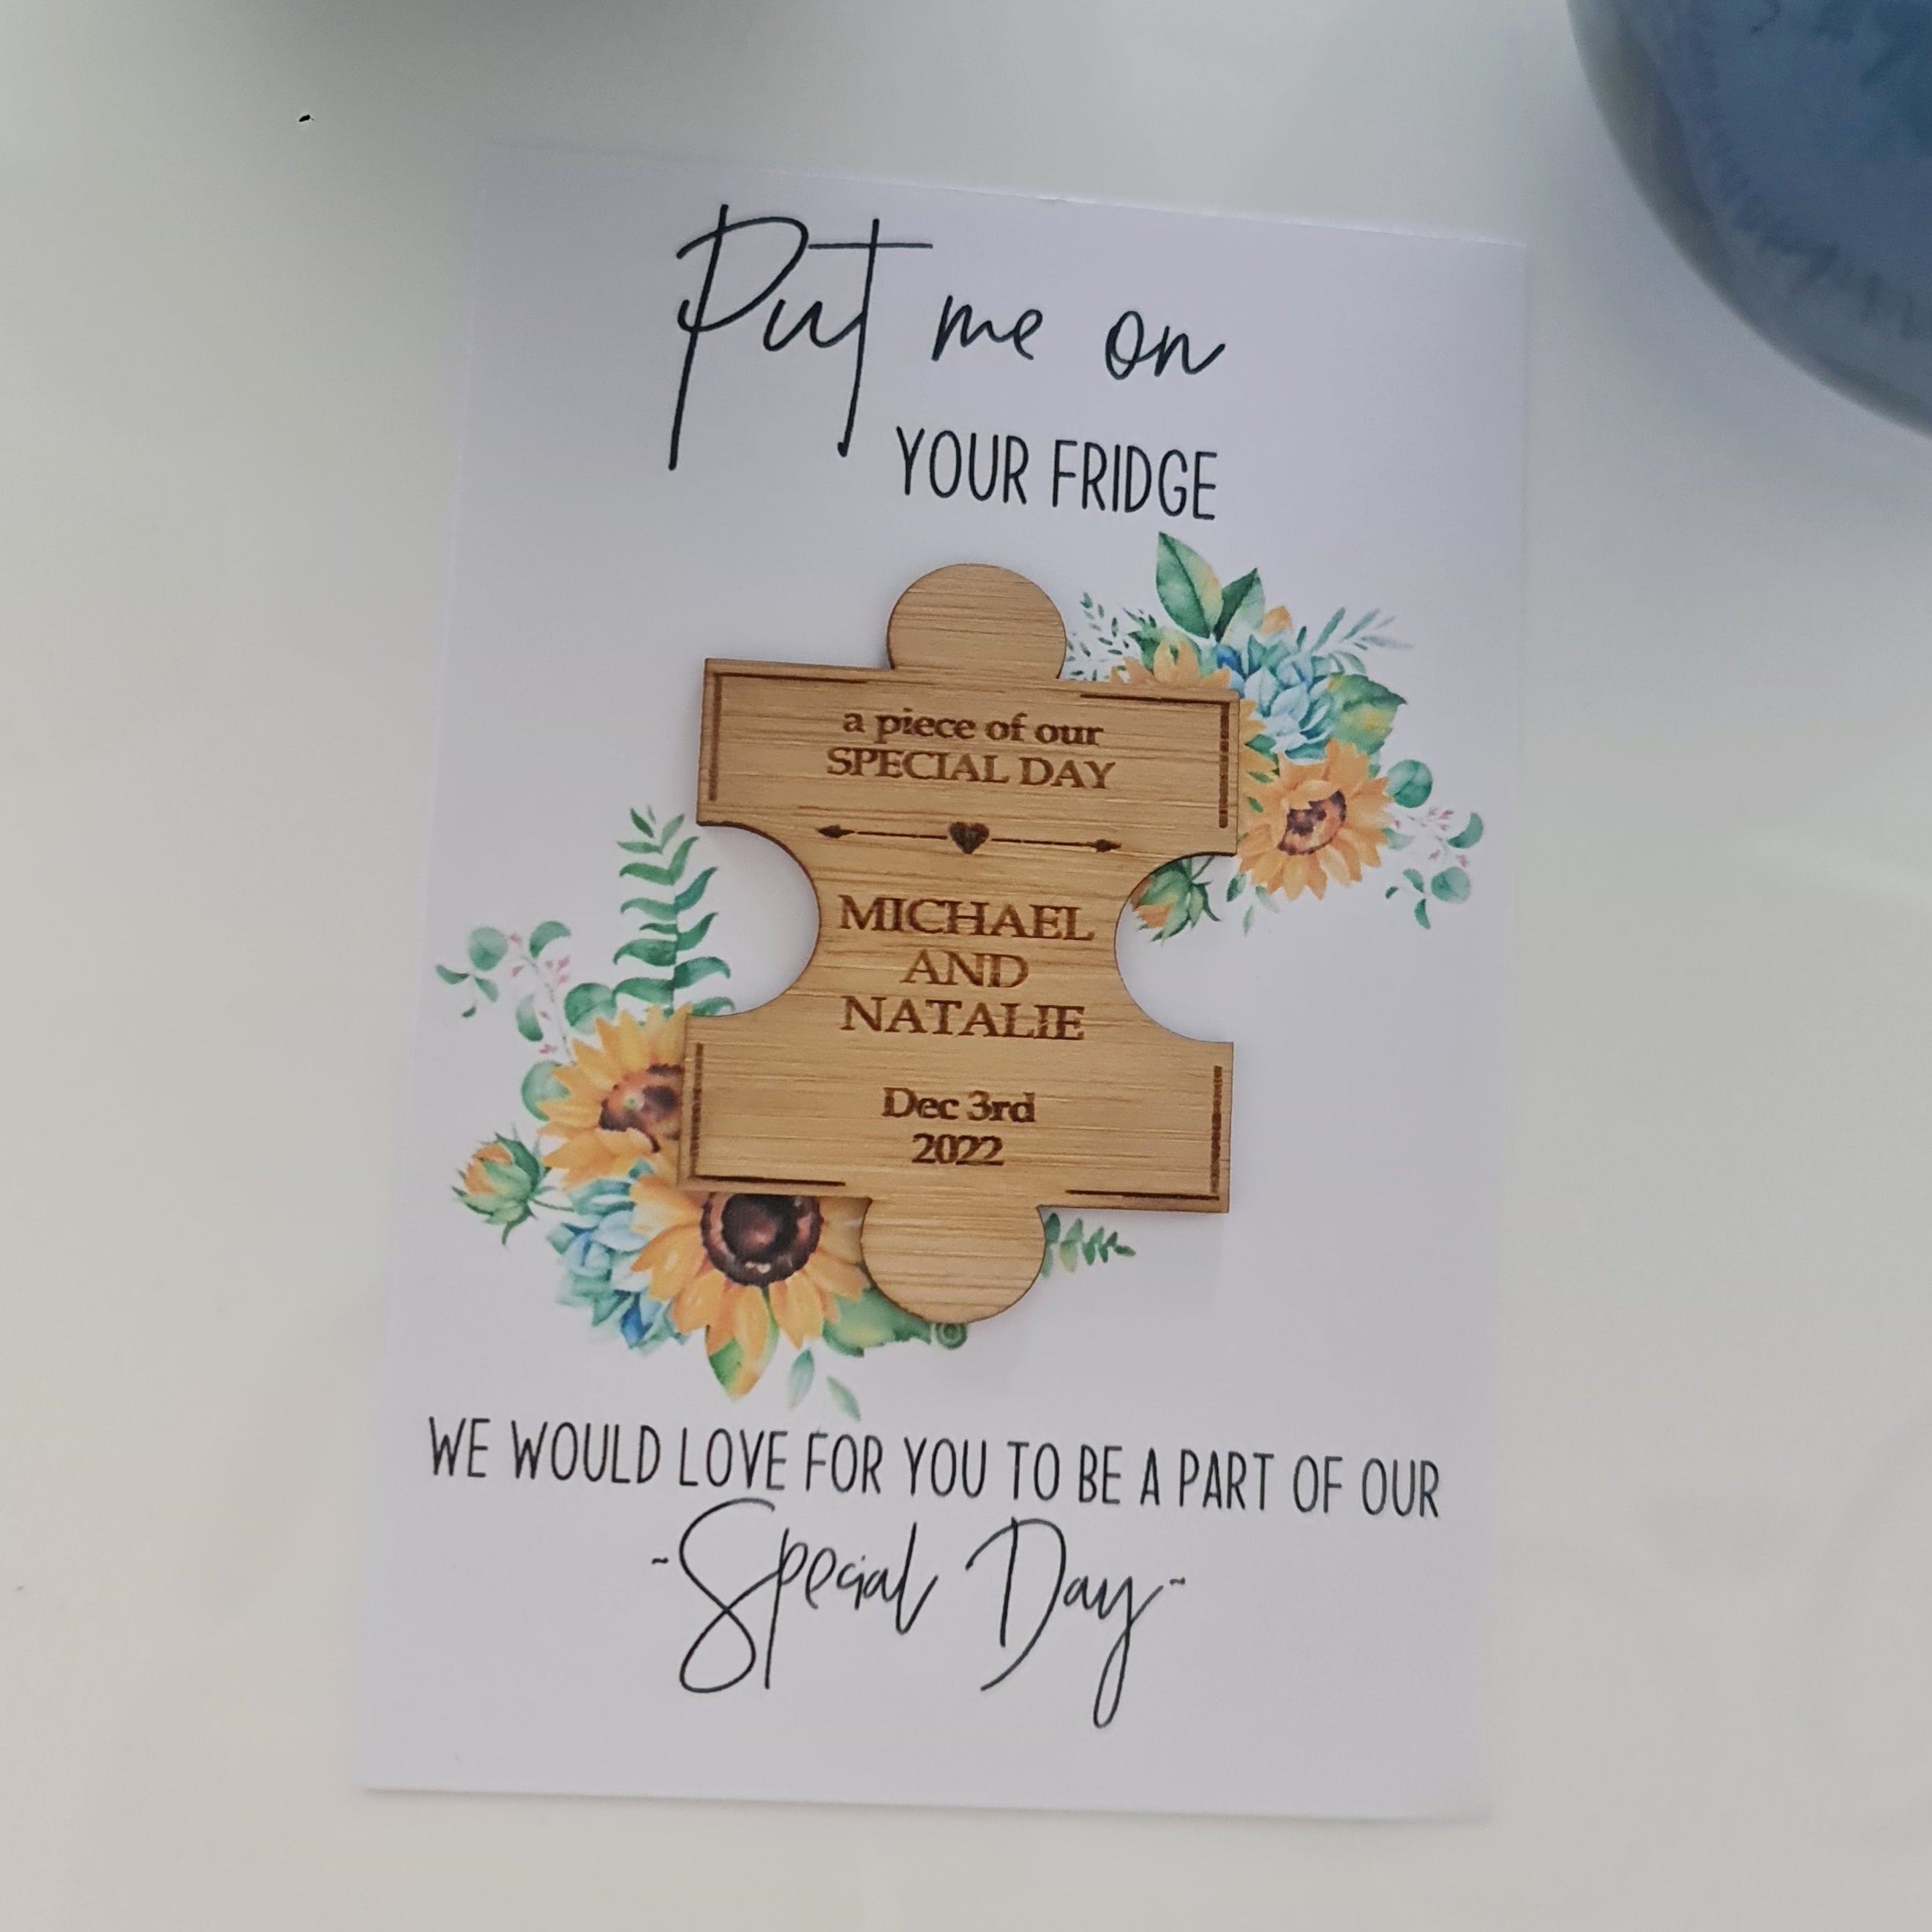 Put me on
YOUR FRIDGE
a piece of our
SPECIAL DAY
MICHAEL
AND
NATALIE
Dec 3rd
2022
WE WOULD LOVE FOR YOU TO BE A PART OF OUR
-Special Day-